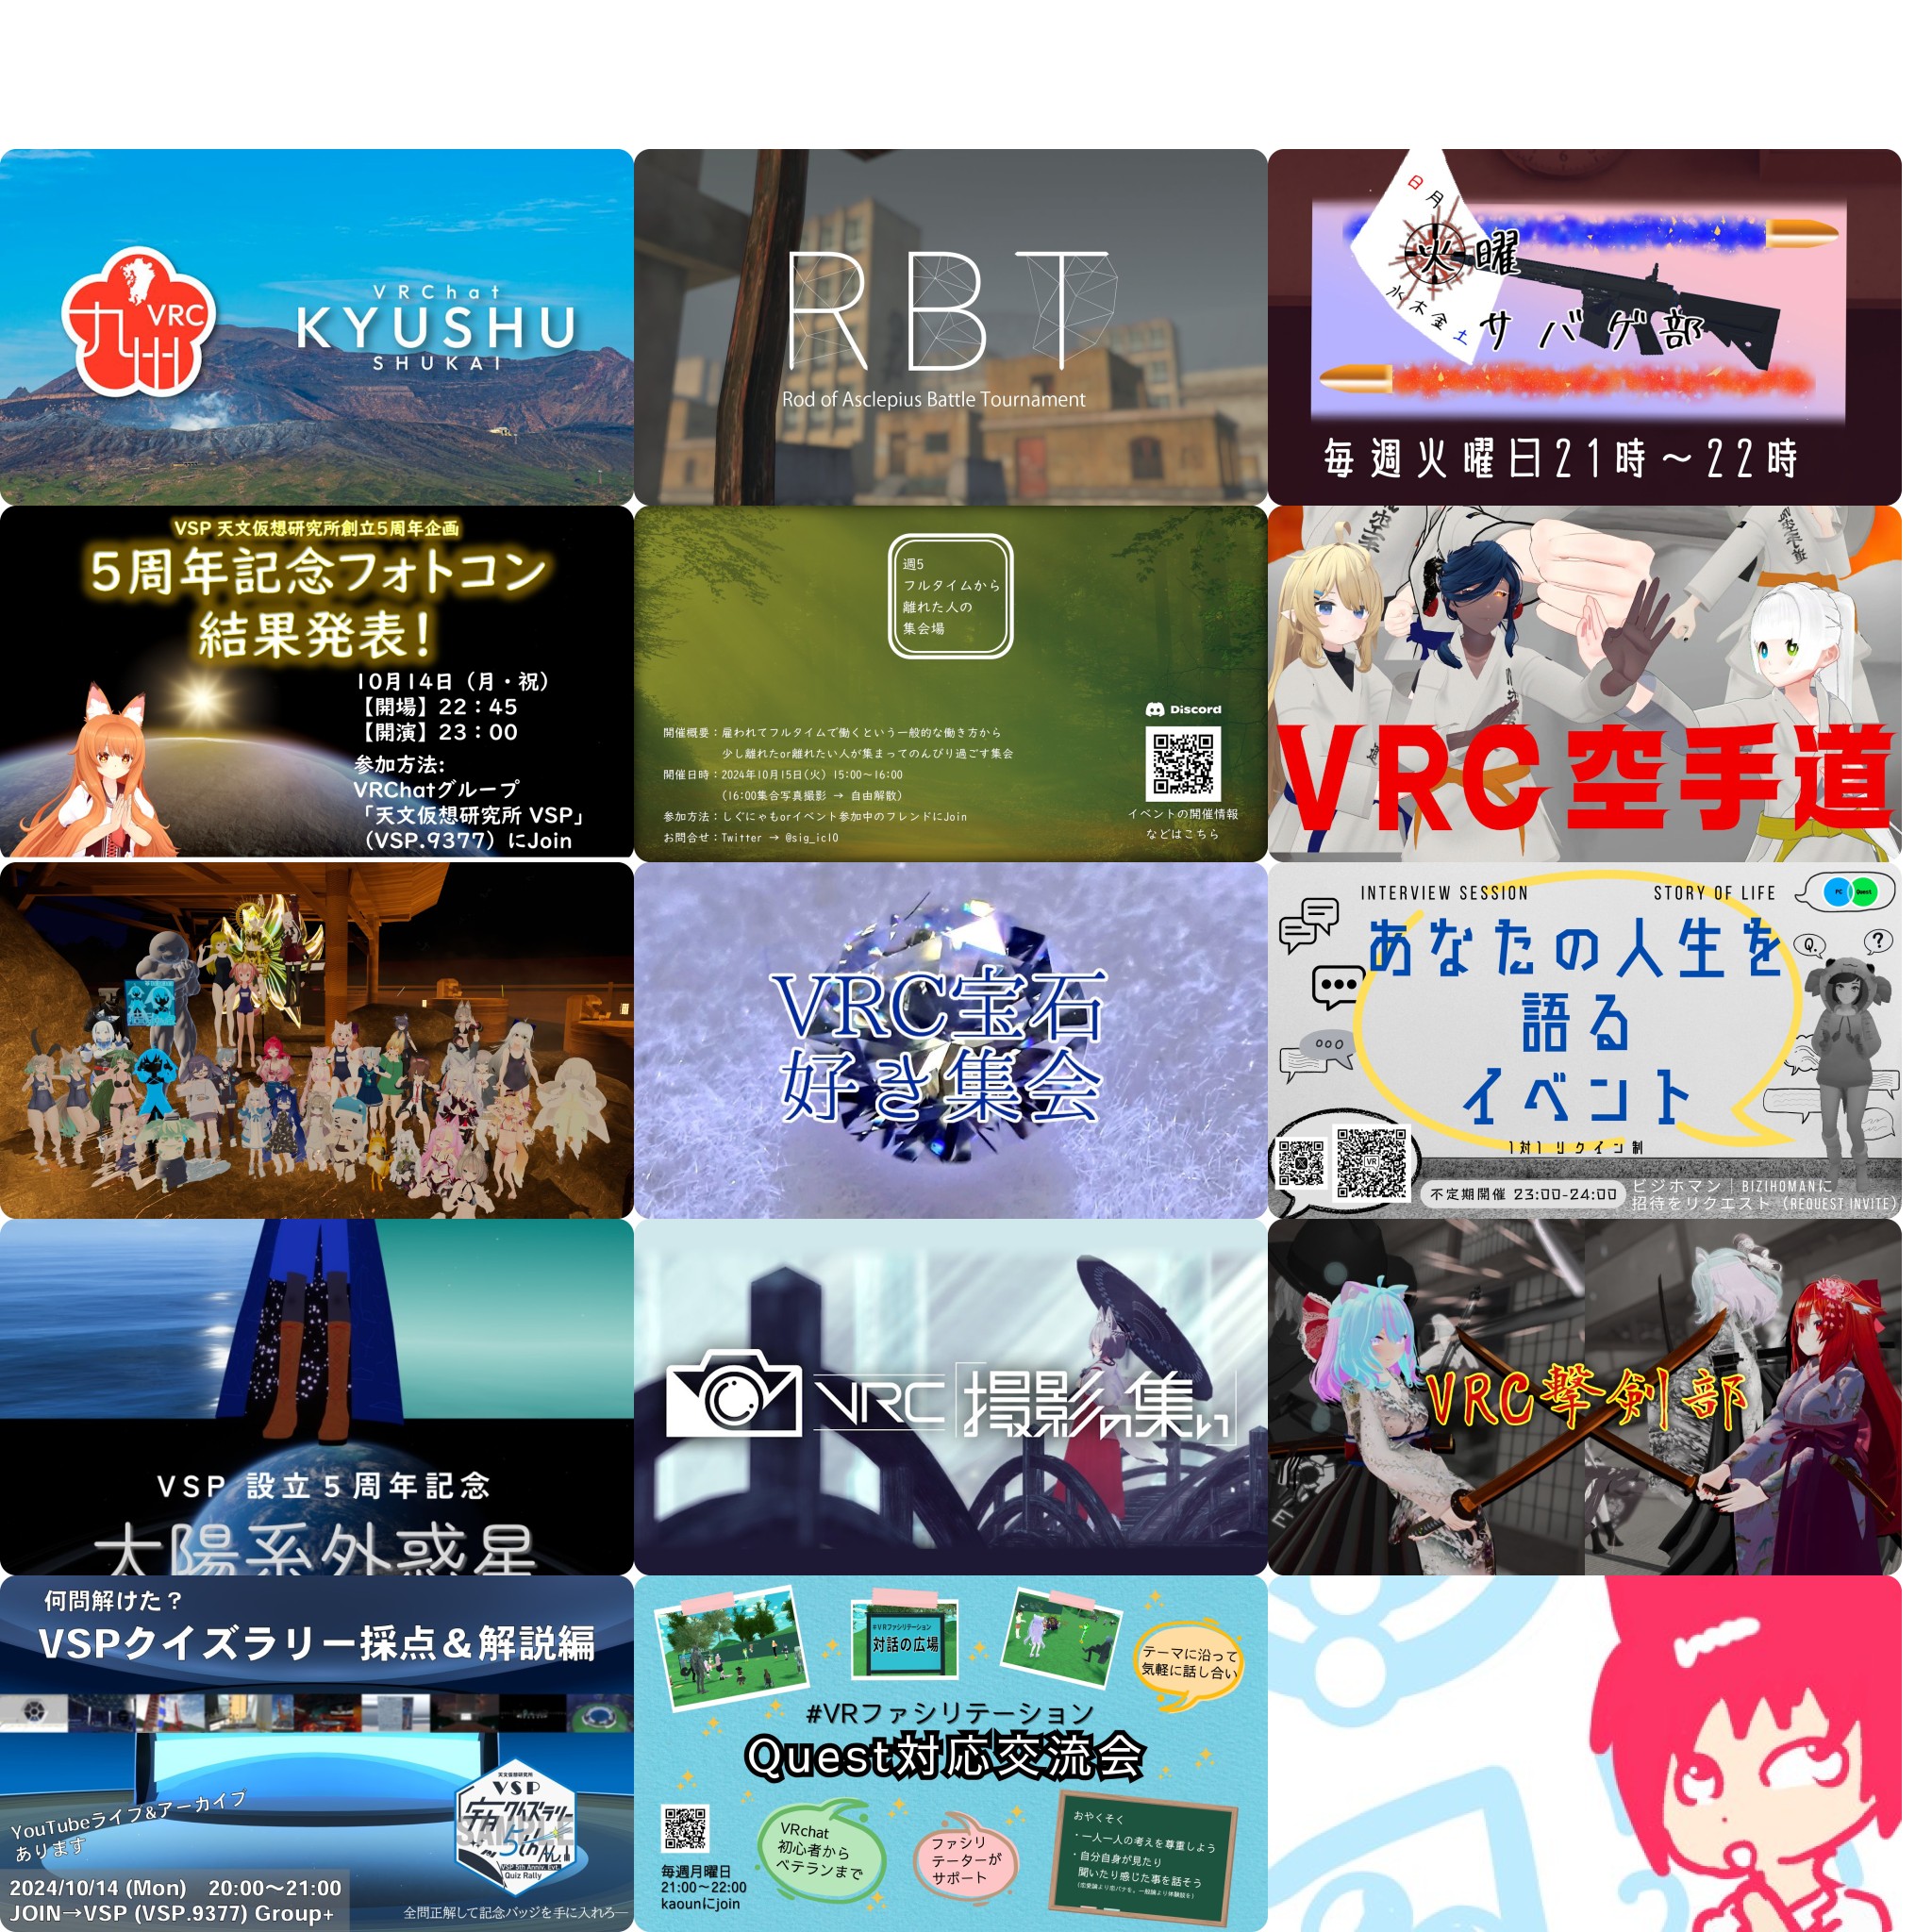 九州
VRC
VRChat
KYUSHU
SHUKAI
RBT
Rod of Asclepius Battle Tournament
日
月
火曜
水
木
金
土
サバゲ部
毎週火曜日21時～22時
VSP 天文仮想研究所創立5周年企画
5周年記念フォトコン
結果発表!
10月14日（月・祝）
【開場】22：45
【開演】23：00
参加方法:
VRChatグループ
「天文仮想研究所 VSP」
（VSP.9377）にJoin
週5
フルタイムから
離れた人の
集会場
Discord
開催概要：雇われてフルタイムで働くという一般的な働き方から
少し離れたor離れたい人が集まってのんびり過ごす集会
開催日時：2024年10月15日(火) 15:00～16:00
(16:00集合写真撮影 → 自由解散)
参加方法：しぐにゃもorイベント参加中のフレンドにJoin
お問合せ：Twitter → @sig_icl0
イベントの開催情報
などはこちら
VRC空手道
VRC宝石
好き集会
INTERVIEW SESSION
STORY OF LIFE
PC
Quest
Q.
?
あなたの人生を
語る
イベント
1対1 リクイン制
不定期開催 23:00-24:00
ビジホマン｜BIZIHOMANに
招待をリクエスト（REQUEST INVITE）
VSP 設立5周年記念
太陽系外惑星
VRC撮影の集い
VRC撃剣部
何問解けた？
VSPクイズラリー採点＆解説編
YouTubeライブ&アーカイブ
あります
天文仮想研究所
VSP
宙クイズラリー
SAMPLE
5th
VSP 5th Anniv. Evt.
Quiz Rally
2024/10/14 (Mon) 20:00～21:00
JOIN→VSP (VSP.9377) Group+
全問正解して記念バッジを手に入れろ―
#VRファシリテーション
対話の広場
テーマに沿って
気軽に話し合い
#VRファシリテーション
Quest対応交流会
毎週月曜日
21:00～22:00
kaounにjoin
VRchat
初心者から
ベテランまで
ファシリ
テーターが
サポート
おやくそく
・一人一人の考えを尊重しよう
・自分自身が見たり
聞いたり感じた事を話そう